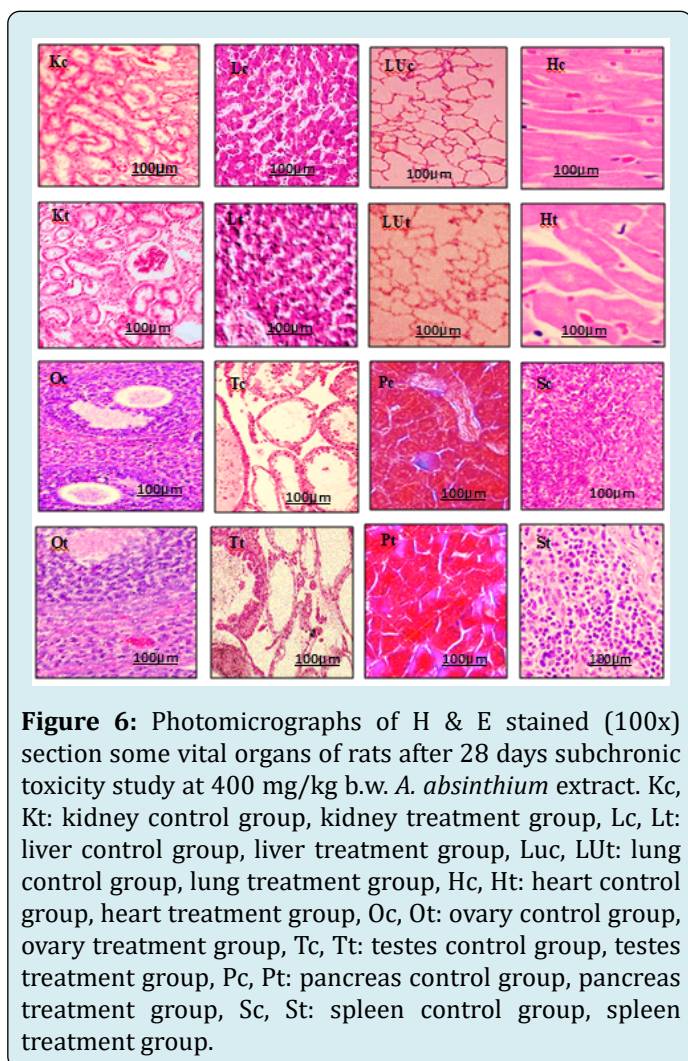 Kc Lc LUc Hc
100µm 100µm 100µm 100µm
Kt Lt LUt Ht
100µm 100µm 100µm 100µm
Oc Tc Pc Sc
100µm 100µm 100µm 100µm
Ot Tt Pt St
100µm 100µm 100µm 100µm
Figure 6: Photomicrographs of H & E stained (100x)
section some vital organs of rats after 28 days subchronic
toxicity study at 400 mg/kg b.w. A. absinthium extract. Kc,
Kt: kidney control group, kidney treatment group, Lc, Lt:
liver control group, liver treatment group, Luc, LUt: lung
control group, lung treatment group, Hc, Ht: heart control
group, heart treatment group, Oc, Ot: ovary control group,
ovary treatment group, Tc, Tt: testes control group, testes
treatment group, Pc, Pt: pancreas control group, pancreas
treatment group, Sc, St: spleen control group, spleen
treatment group.